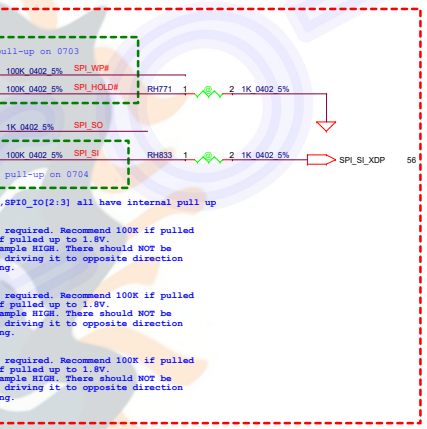 pull-up on 0703
100K_0402_5% SPI_WP#
100K_0402_5% SPI_HOLD# RH771 1 @ 2 1K_0402_5%
1K_0402_5% SPI_SO
100K_0402_5% SPI_SI RH833 1 @ 2 1K_0402_5% SPI_SI_XDP 56
pull-up on 0704
,SPI0_IO[2:3] all have internal pull up
required. Recommend 100K if pulled
f pulled up to 1.8V.
ample HIGH. There should NOT be
driving it to opposite direction
ng.
required. Recommend 100K if pulled
f pulled up to 1.8V.
ample HIGH. There should NOT be
driving it to opposite direction
ng.
required. Recommend 100K if pulled
f pulled up to 1.8V.
ample HIGH. There should NOT be
driving it to opposite direction
ng.